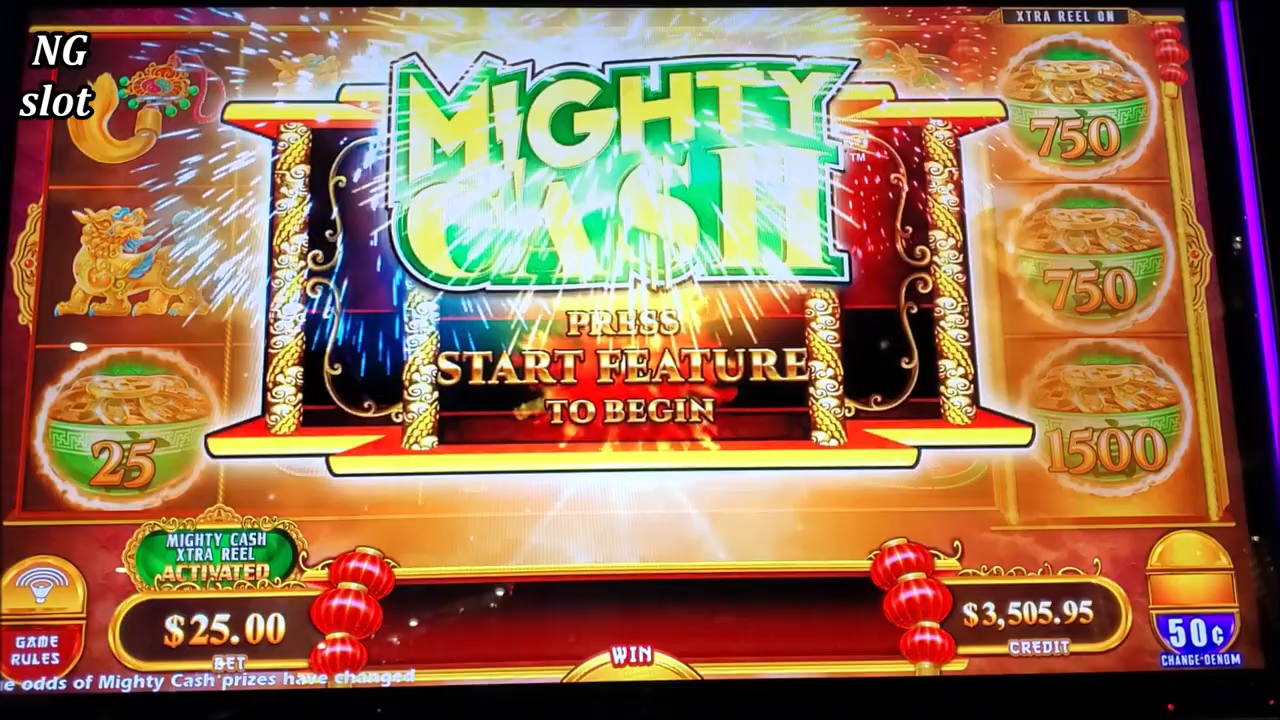 XTRA REEL ON
NG
slot
MIGHTY
CASH
TM
PRESS
START FEATURE
TO BEGIN
750
750
1500
25
MIGHTY CASH
XTRA REEL
ACTIVATED
GAME
RULES
$25.00
BET
WIN
$3,505.95
CREDIT
50¢
CHANGE DENOM
e odds of Mighty Cash prizes have changed